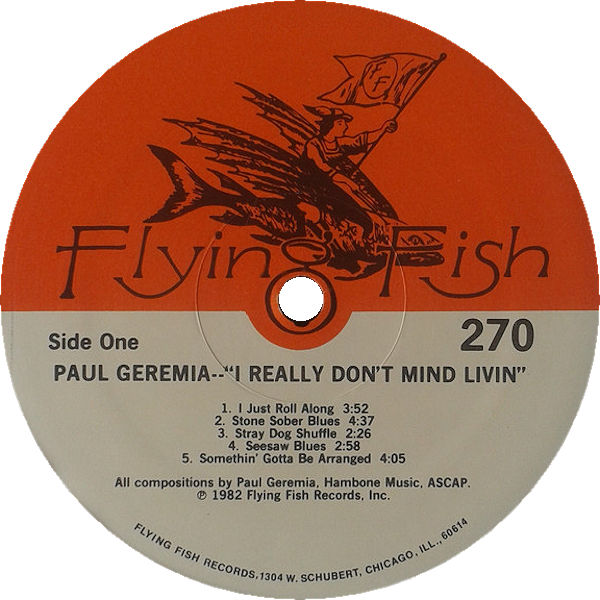 FF
Flying Fish
Side One
270
PAUL GEREMIA--"I REALLY DON'T MIND LIVIN"
1. I Just Roll Along 3:52
2. Stone Sober Blues 4:37
3. Stray Dog Shuffle 2:26
4. Seesaw Blues 2:58
5. Somethin' Gotta Be Arranged 4:05
All compositions by Paul Geremia, Hambone Music, ASCAP.
℗ 1982 Flying Fish Records, Inc.
FLYING FISH RECORDS,1304 W. SCHUBERT, CHICAGO, ILL., 60614